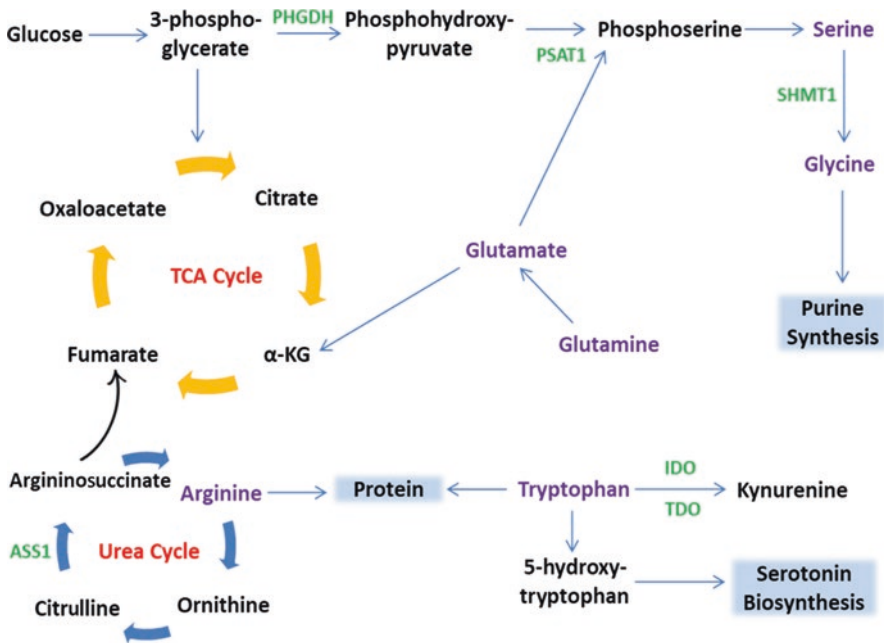 Glucose
3-phospho-
glycerate
PHGDH
Phosphohydroxy-
pyruvate
PSAT1
Phosphoserine
Serine
SHMT1
Glycine
Purine
Synthesis
Oxaloacetate
Citrate
TCA Cycle
Fumarate
α-KG
Glutamate
Glutamine
Argininosuccinate
Arginine
Protein
Tryptophan
IDO
TDO
Kynurenine
ASS1
Urea Cycle
Citrulline
Ornithine
5-hydroxy-
tryptophan
Serotonin
Biosynthesis